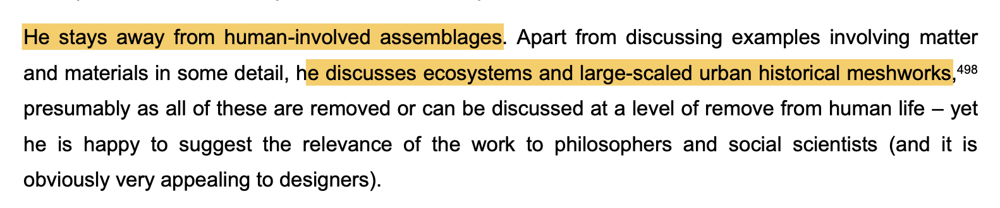 He stays away from human-involved assemblages. Apart from discussing examples involving matter
and materials in some detail, he discusses ecosystems and large-scaled urban historical meshworks,498
presumably as all of these are removed or can be discussed at a level of remove from human life – yet
he is happy to suggest the relevance of the work to philosophers and social scientists (and it is
obviously very appealing to designers).